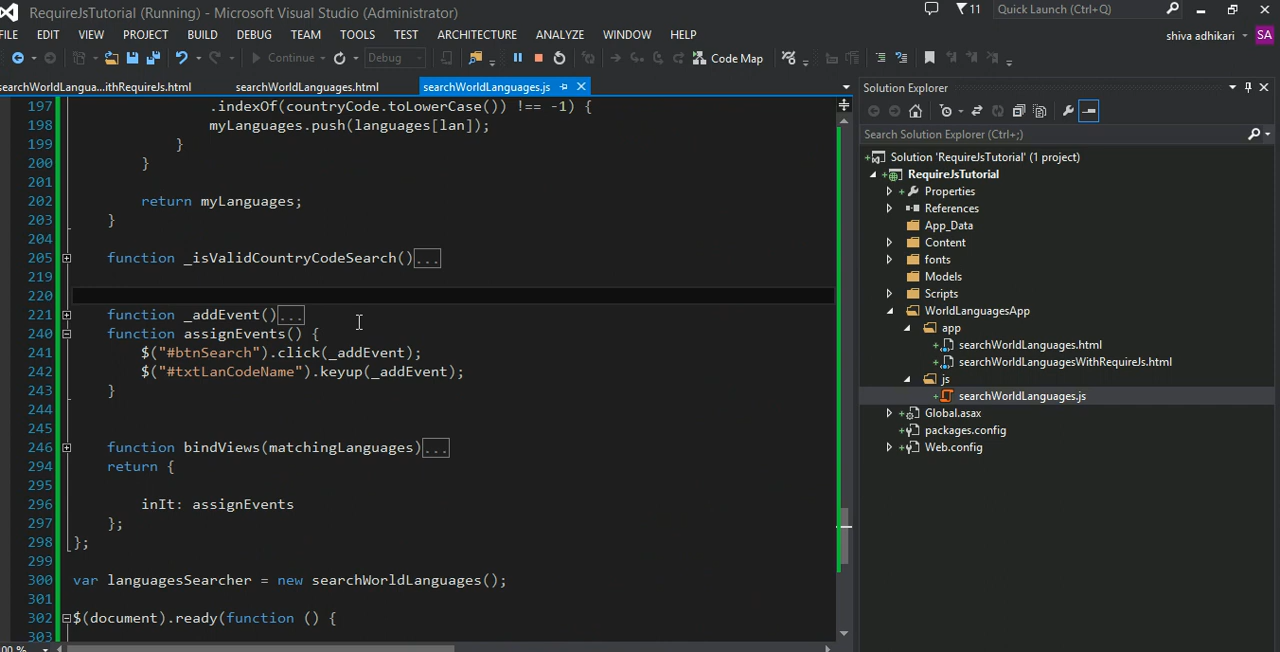 RequireJsTutorial (Running) - Microsoft Visual Studio (Administrator)
11
Quick Launch (Ctrl+Q)
FILE EDIT VIEW PROJECT BUILD DEBUG TEAM TOOLS TEST ARCHITECTURE ANALYZE WINDOW HELP
shiva adhikari SA
Continue Debug Code Map
searchWorldLangua...ithRequireJs.html searchWorldLanguages.html searchWorldLanguages.js
197 .indexOf(countryCode.toLowerCase()) !== -1) {
198 myLanguages.push(languages[lan]);
199 }
200 }
201
202 return myLanguages;
203 }
204
205 function _isValidCountryCodeSearch()...
219
220
221 function _addEvent()...
240 function assignEvents() {
241 $("#btnSearch").click(_addEvent);
242 $("#txtLanCodeName").keyup(_addEvent);
243 }
244
245
246 function bindViews(matchingLanguages)...
294 return {
295
296 inIt: assignEvents
297 };
298 };
299
300 var languagesSearcher = new searchWorldLanguages();
301
302 $(document).ready(function () {
303
00 %
Solution Explorer
Search Solution Explorer (Ctrl+;)
Solution 'RequireJsTutorial' (1 project)
RequireJsTutorial
Properties
References
App_Data
Content
fonts
Models
Scripts
WorldLanguagesApp
app
searchWorldLanguages.html
searchWorldLanguagesWithRequireJs.html
js
searchWorldLanguages.js
Global.asax
packages.config
Web.config